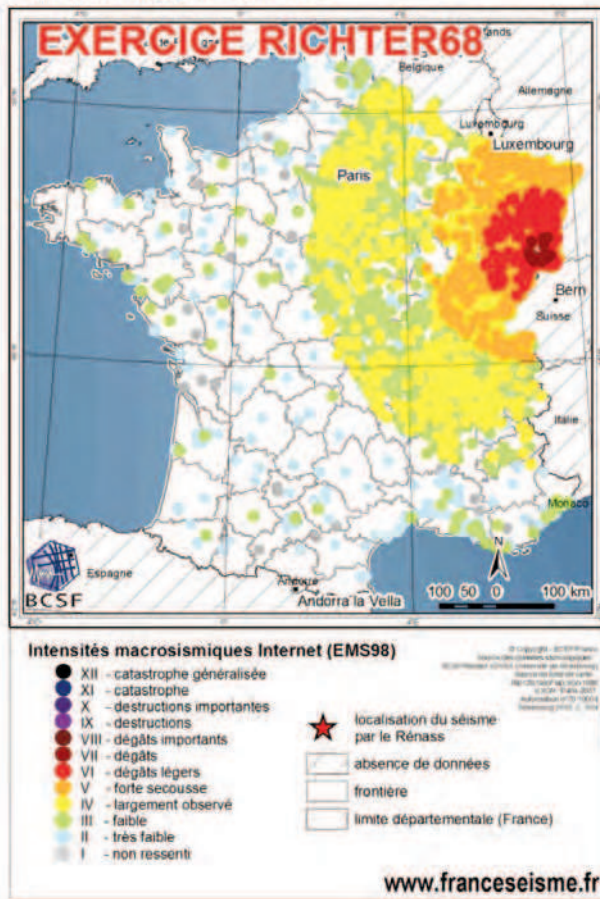 EXERCICE RICHTER68
Belgique
Allemagne
Luxembourg
Luxembourg
Paris
Bern
Suisse
Italie
Monaco
N
Espagne
Andorre
Andorra la Vella
BCSF
100 50 0 100 km
Intensités macrosismiques Internet (EMS98)
XII - catastrophe généralisée
XI - catastrophe
X - destructions importantes
IX - destructions
VIII - dégâts importants
VII - dégâts
VI - dégâts légers
V - forte secousse
IV - largement observé
III - faible
II - très faible
I - non ressenti
localisation du séisme
par le Rénass
absence de données
frontière
limite départementale (France)
www.franceseisme.fr